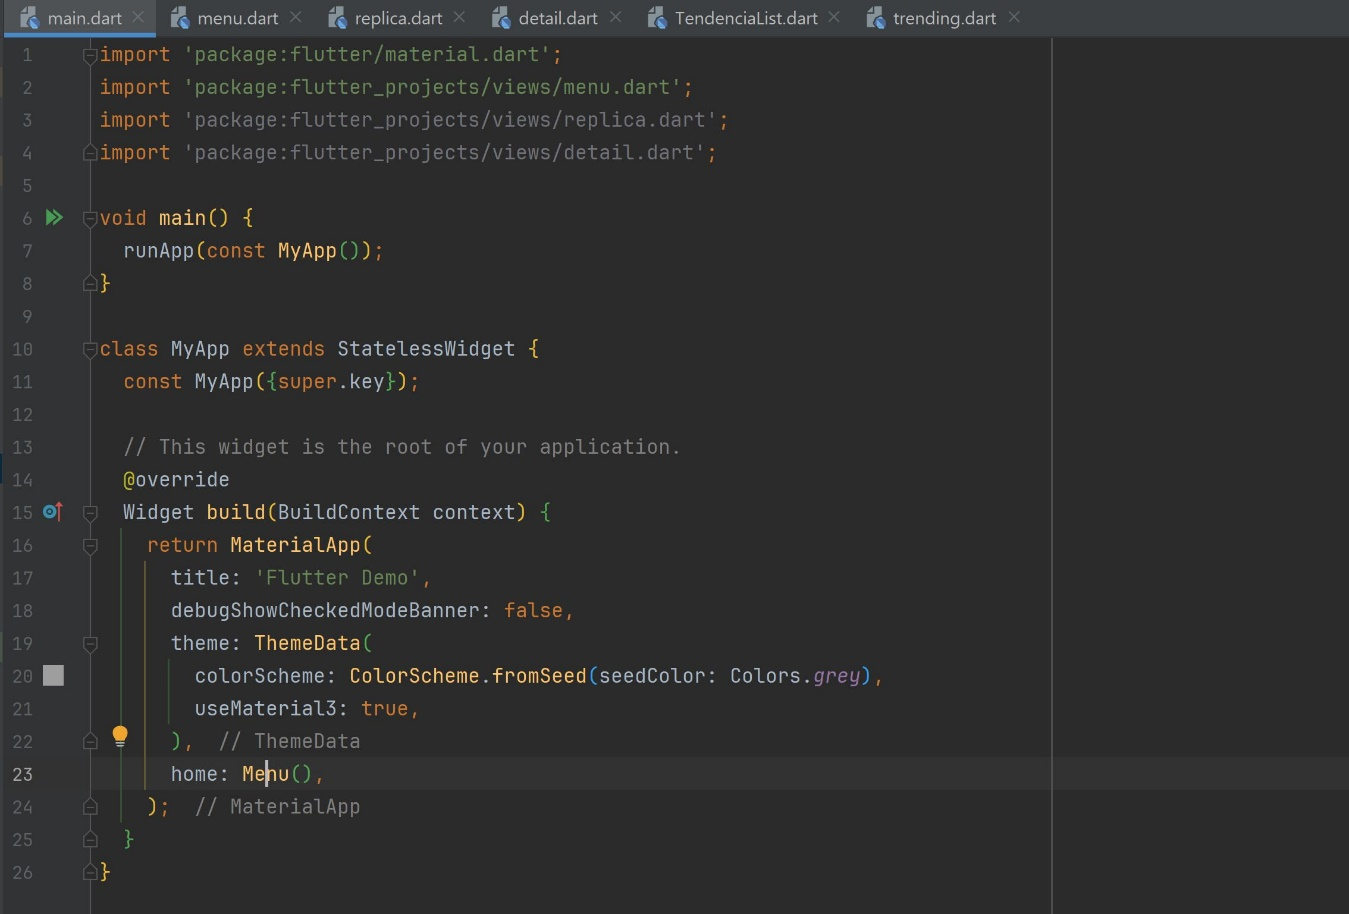 main.dart menu.dart replica.dart detail.dart TendenciaList.dart trending.dart
1 import 'package:flutter/material.dart';
2 import 'package:flutter_projects/views/menu.dart';
3 import 'package:flutter_projects/views/replica.dart';
4 import 'package:flutter_projects/views/detail.dart';
5
6 void main() {
7 runApp(const MyApp());
8 }
9
10 class MyApp extends StatelessWidget {
11 const MyApp({super.key});
12
13 // This widget is the root of your application.
14 @override
15 Widget build(BuildContext context) {
16 return MaterialApp(
17 title: 'Flutter Demo',
18 debugShowCheckedModeBanner: false,
19 theme: ThemeData(
20 colorScheme: ColorScheme.fromSeed(seedColor: Colors.grey),
21 useMaterial3: true,
22 ), // ThemeData
23 home: Menu(),
24 ); // MaterialApp
25 }
26 }